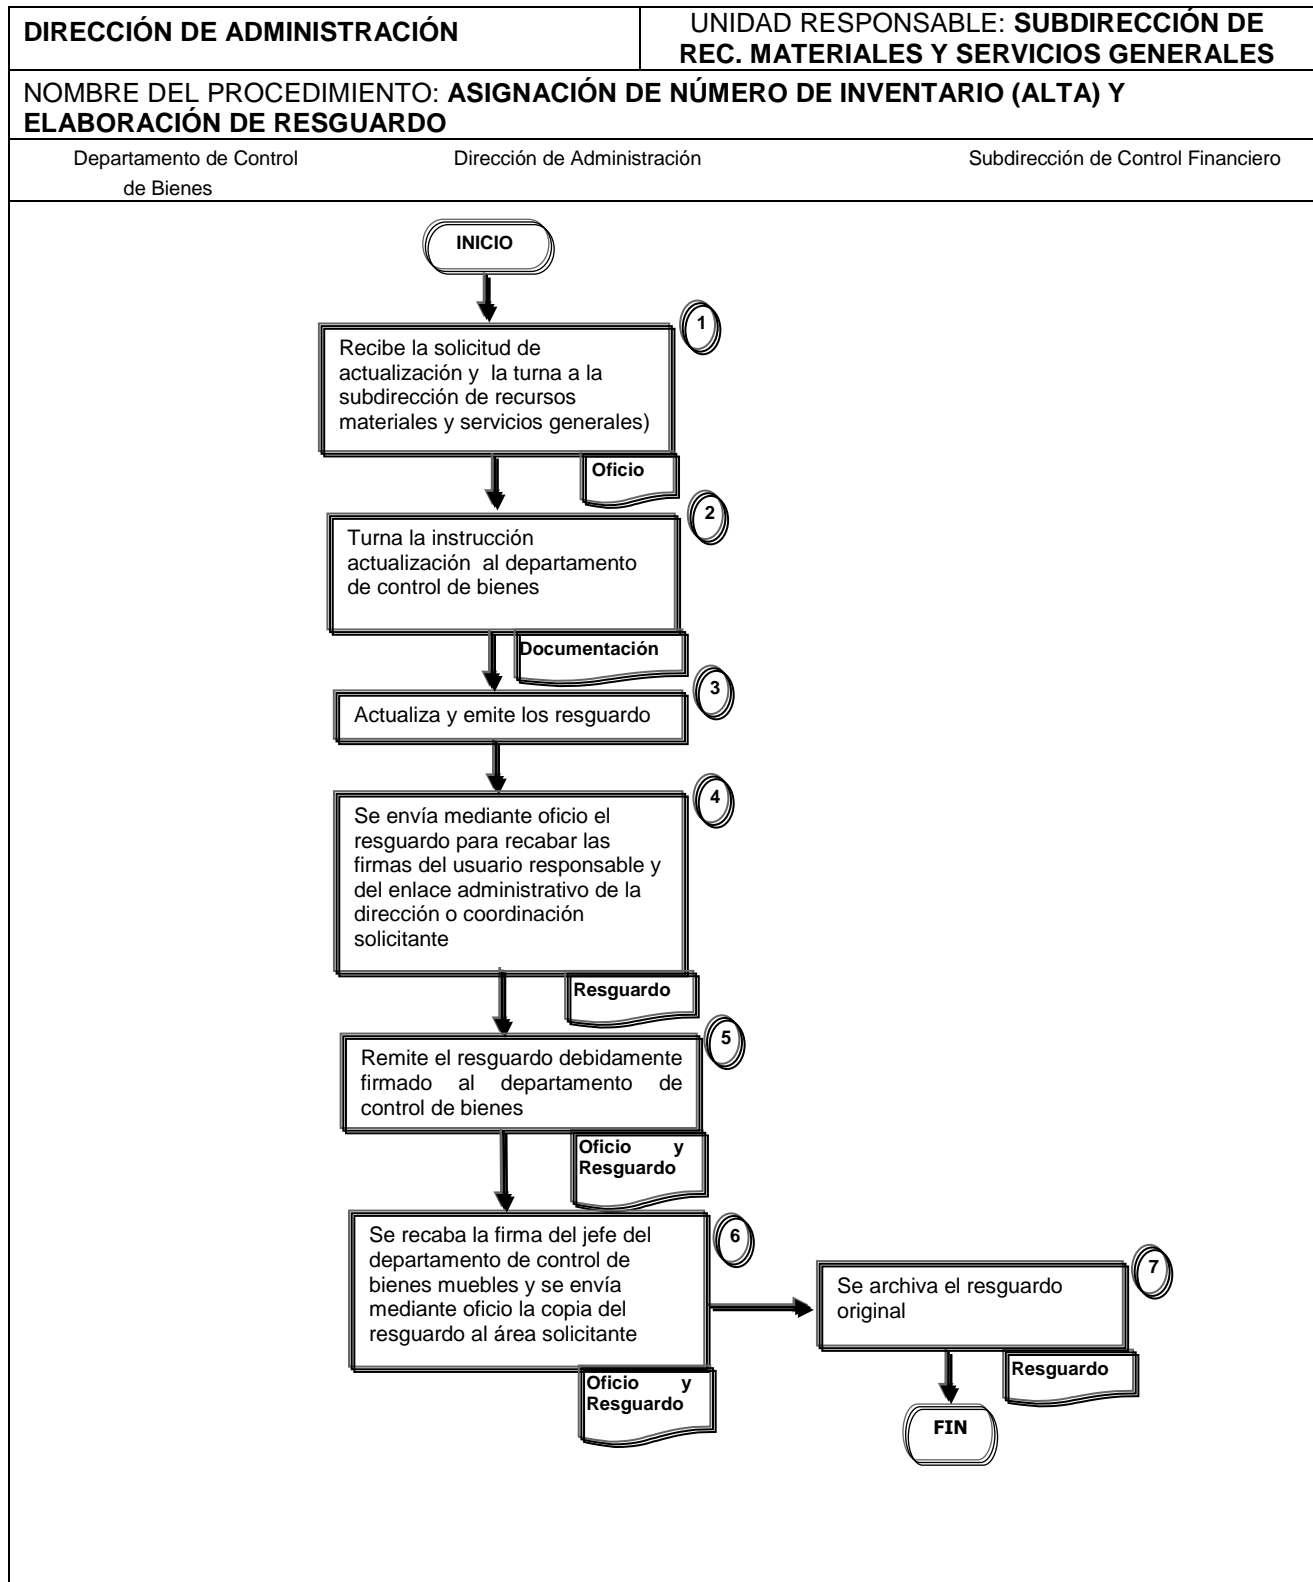 DIRECCIÓN DE ADMINISTRACIÓN
UNIDAD RESPONSABLE: SUBDIRECCIÓN DE
REC. MATERIALES Y SERVICIOS GENERALES
NOMBRE DEL PROCEDIMIENTO: ASIGNACIÓN DE NÚMERO DE INVENTARIO (ALTA) Y
ELABORACIÓN DE RESGUARDO
Departamento de Control
de Bienes
Dirección de Administración
Subdirección de Control Financiero
INICIO
1
Recibe la solicitud de
actualización y la turna a la
subdirección de recursos
materiales y servicios generales)
Oficio
2
Turna la instrucción
actualización al departamento
de control de bienes
Documentación
3
Actualiza y emite los resguardo
4
Se envía mediante oficio el
resguardo para recabar las
firmas del usuario responsable y
del enlace administrativo de la
dirección o coordinación
solicitante
Resguardo
5
Remite el resguardo debidamente
firmado al departamento de
control de bienes
Oficio y
Resguardo
6
Se recaba la firma del jefe del
departamento de control de
bienes muebles y se envía
mediante oficio la copia del
resguardo al área solicitante
Oficio y
Resguardo
7
Se archiva el resguardo
original
Resguardo
FIN